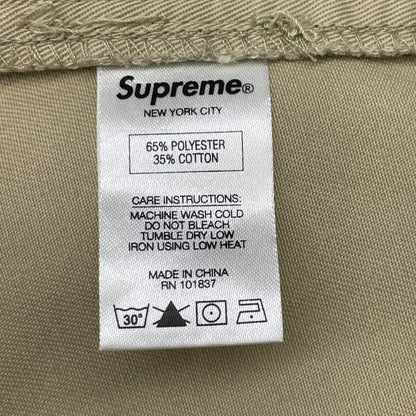 Supreme®
NEW YORK CITY
65% POLYESTER
35% COTTON
CARE INSTRUCTIONS:
MACHINE WASH COLD
DO NOT BLEACH
TUMBLE DRY LOW
IRON USING LOW HEAT
MADE IN CHINA
RN 101837
30°